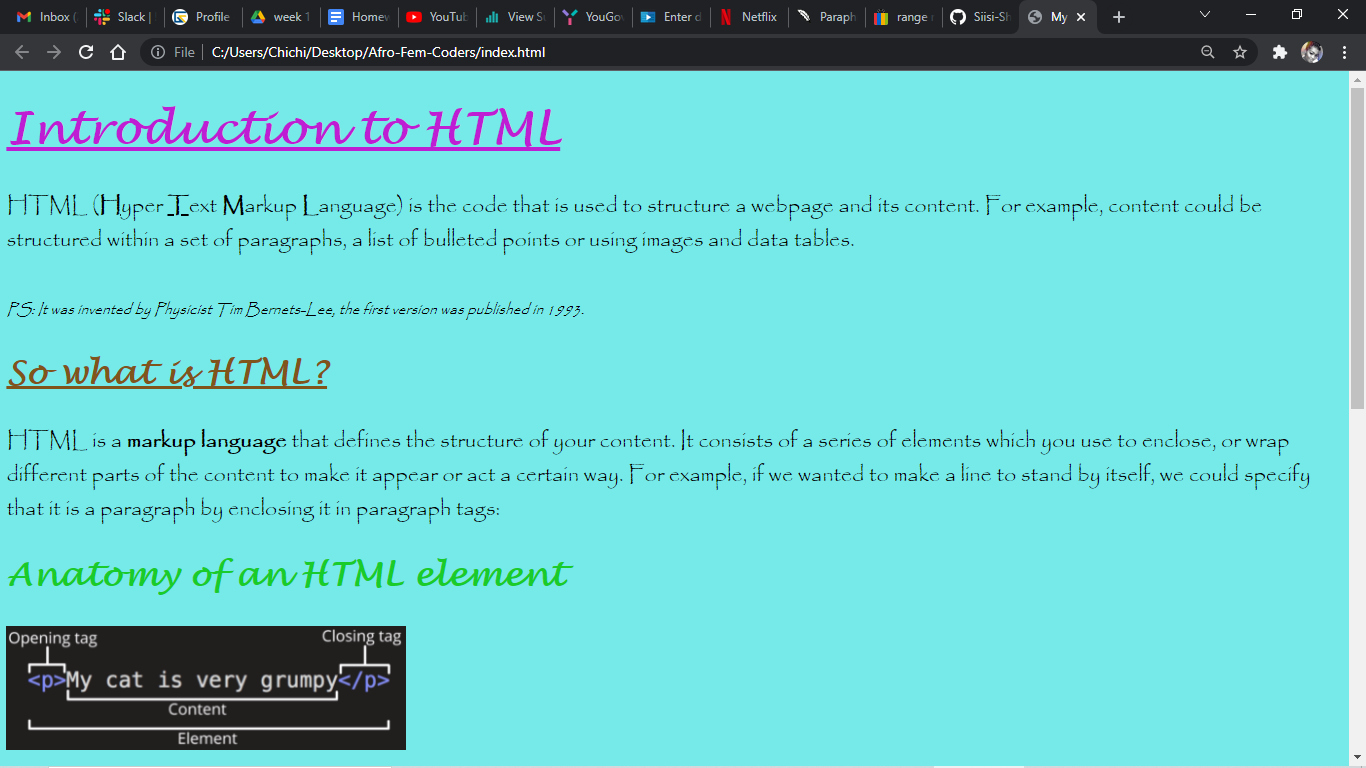 Inbox (
Slack |
Profile
week 1
Homew
YouTub
View Su
YouGov
Enter d
Netflix
Paraph
range r
Siisi-Sh
My
File
C:/Users/Chichi/Desktop/Afro-Fem-Coders/index.html
Introduction to HTML
HTML (Hyper Text Markup Language) is the code that is used to structure a webpage and its content. For example, content could be
structured within a set of paragraphs, a list of bulleted points or using images and data tables.
PS: It was invented by Physicist Tim Bernets-Lee, the first version was published in 1993.
So what is HTML?
HTML is a markup language that defines the structure of your content. It consists of a series of elements which you use to enclose, or wrap
different parts of the content to make it appear or act a certain way. For example, if we wanted to make a line to stand by itself, we could specify
that it is a paragraph by enclosing it in paragraph tags:
Anatomy of an HTML element
Opening tag
Closing tag
<p>My cat is very grumpy</p>
Content
Element